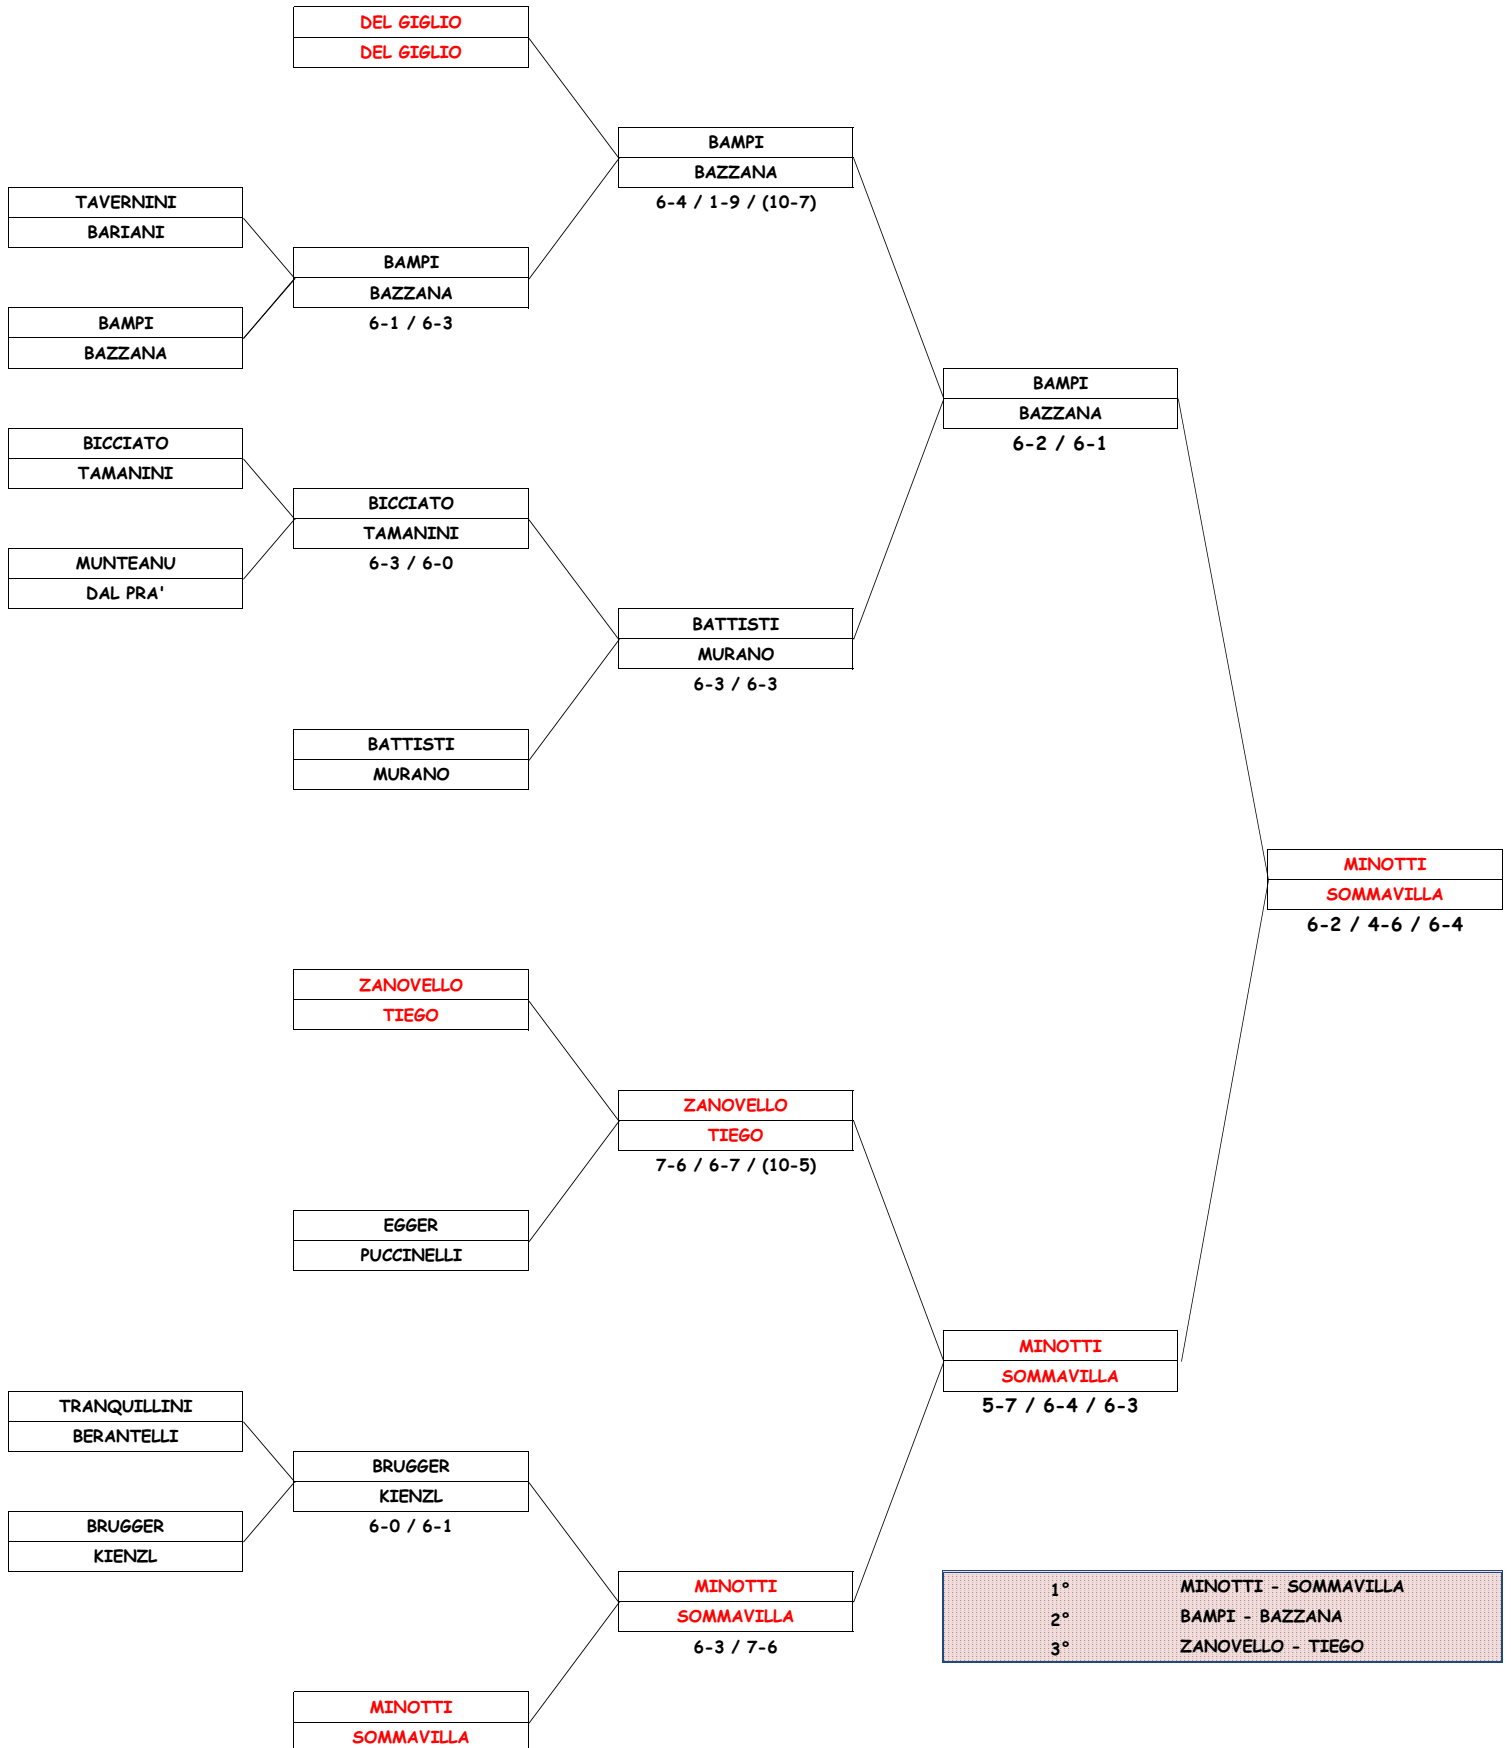 DEL GIGLIO
DEL GIGLIO
BAMPI
BAZZANA
6-4 / 1-9 / (10-7)
TAVERNINI
BARIANI
BAMPI
BAZZANA
6-1 / 6-3
BAMPI
BAZZANA
BAMPI
BAZZANA
6-2 / 6-1
BICCIATO
TAMANINI
BICCIATO
TAMANINI
6-3 / 6-0
MUNTEANU
DAL PRA'
BATTISTI
MURANO
6-3 / 6-3
BATTISTI
MURANO
MINOTTI
SOMMAVILLA
6-2 / 4-6 / 6-4
ZANOVELLO
TIEGO
ZANOVELLO
TIEGO
7-6 / 6-7 / (10-5)
EGGER
PUCCINELLI
MINOTTI
SOMMAVILLA
5-7 / 6-4 / 6-3
TRANQUILLINI
BERANTELLI
BRUGGER
KIENZL
6-0 / 6-1
BRUGGER
KIENZL
MINOTTI
SOMMAVILLA
6-3 / 7-6
1° MINOTTI - SOMMAVILLA
2° BAMPI - BAZZANA
3° ZANOVELLO - TIEGO
MINOTTI
SOMMAVILLA